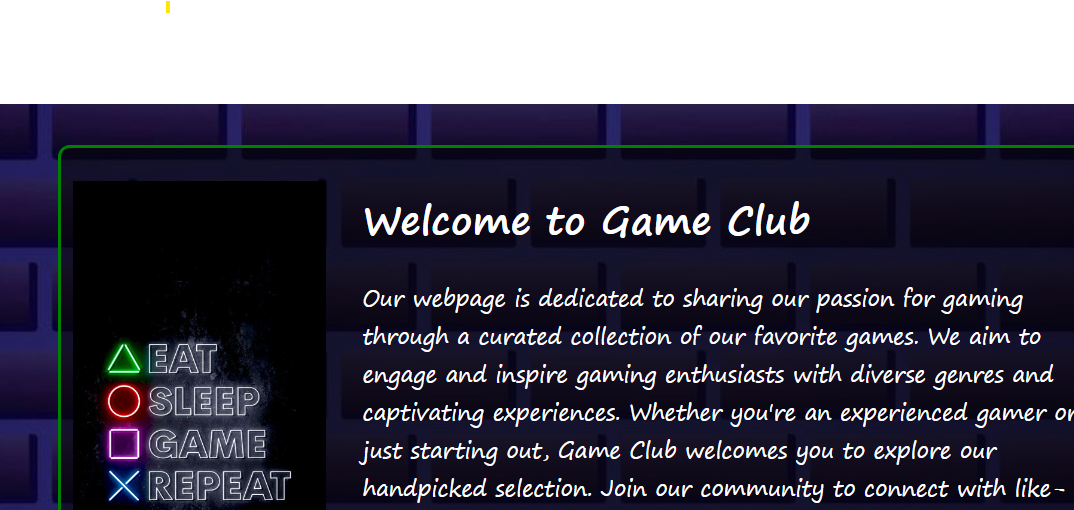 Welcome to Game Club
Our webpage is dedicated to sharing our passion for gaming
through a curated collection of our favorite games. We aim to
engage and inspire gaming enthusiasts with diverse genres and
captivating experiences. Whether you're an experienced gamer or
just starting out, Game Club welcomes you to explore our
handpicked selection. Join our community to connect with like-
EAT
SLEEP
GAME
REPEAT